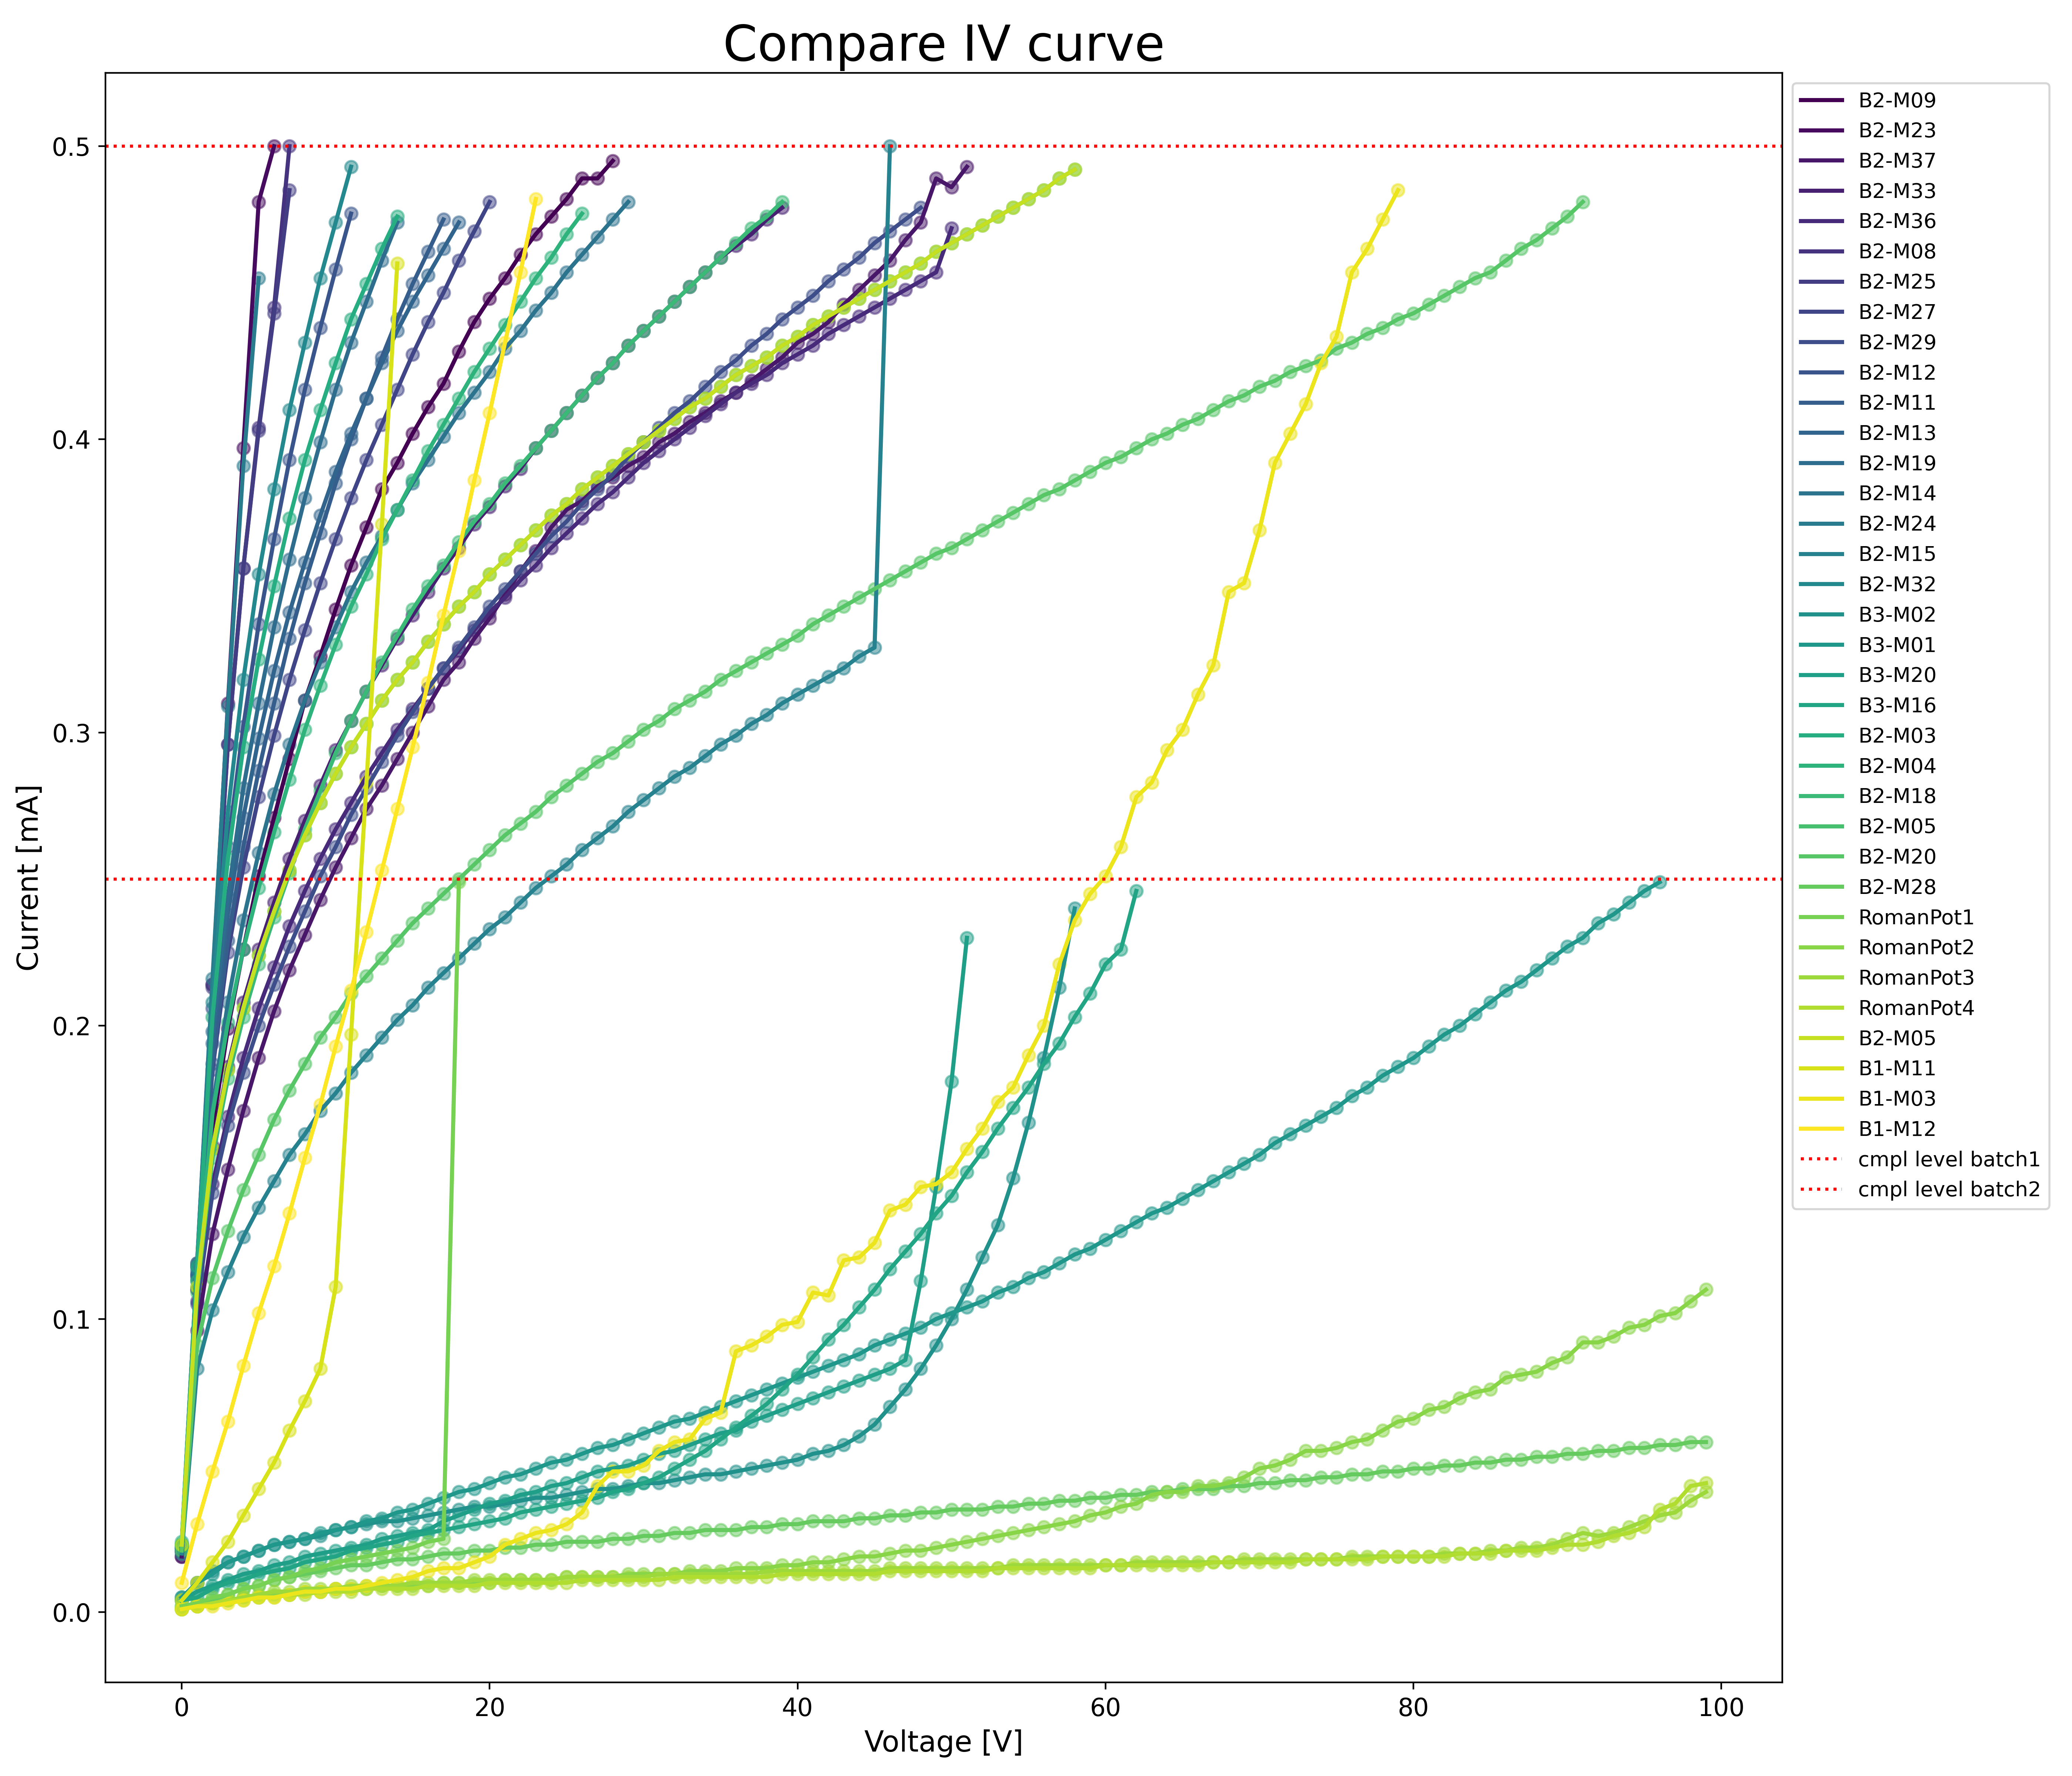 Compare IV curve
Current [mA]
0.5
0.4
0.3
0.2
0.1
0.0
0
20
40
60
80
100
Voltage [V]
B2-M09
B2-M23
B2-M37
B2-M33
B2-M36
B2-M08
B2-M25
B2-M27
B2-M29
B2-M12
B2-M11
B2-M13
B2-M19
B2-M14
B2-M24
B2-M15
B2-M32
B3-M02
B3-M01
B3-M20
B3-M16
B2-M03
B2-M04
B2-M18
B2-M05
B2-M20
B2-M28
RomanPot1
RomanPot2
RomanPot3
RomanPot4
B2-M05
B1-M11
B1-M03
B1-M12
cmpl level batch1
cmpl level batch2